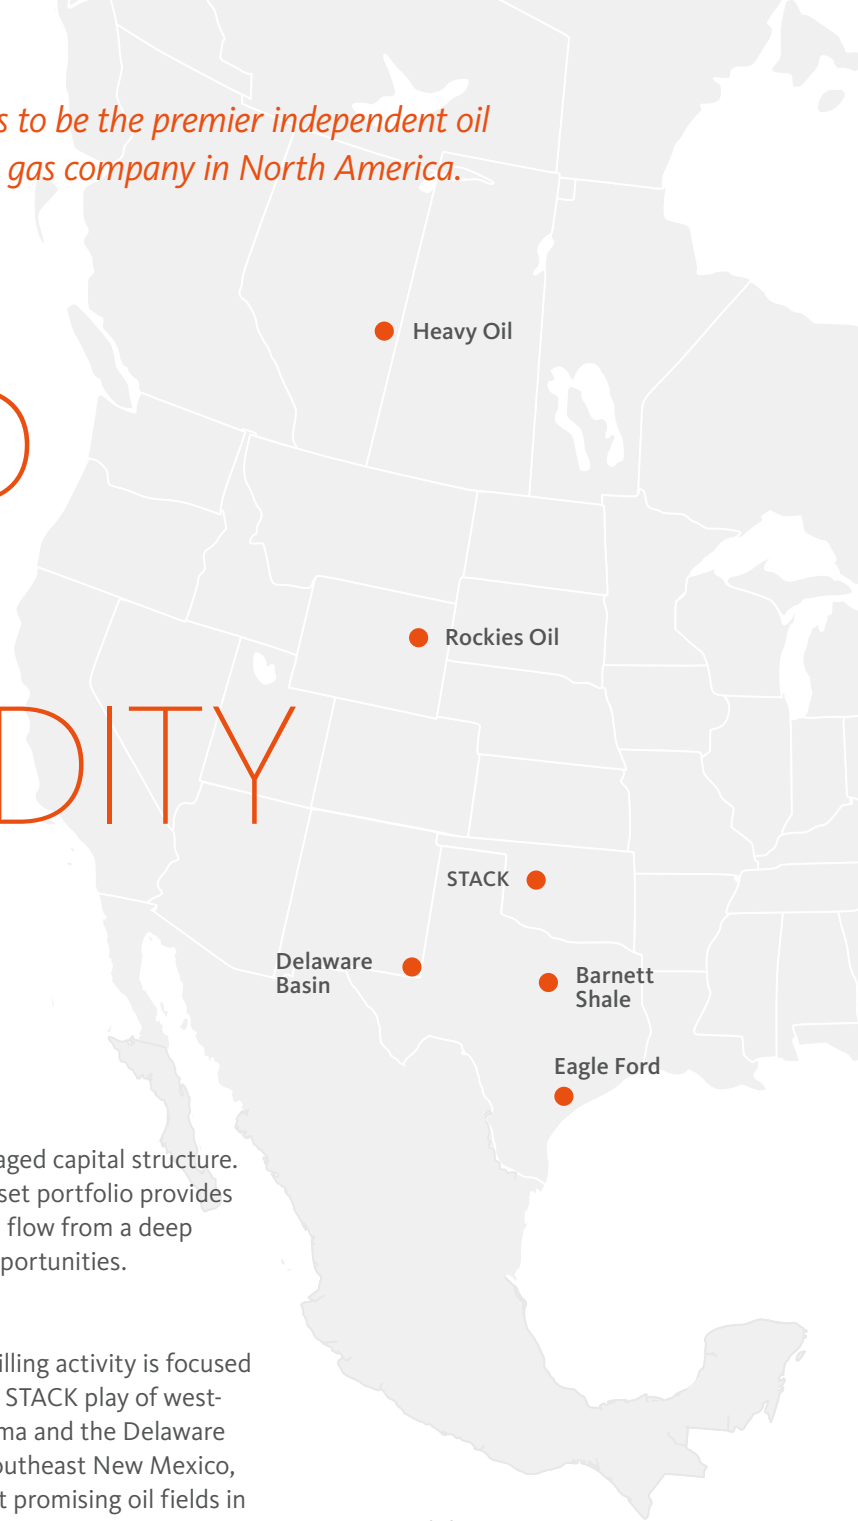 s to be the premier independent oil
gas company in North America.
Heavy Oil
Rockies Oil
DITY
STACK
Delaware
Basin
Barnett
Shale
Eagle Ford
aged capital structure.
set portfolio provides
flow from a deep
portunities.
illing activity is focused
STACK play of west-
ma and the Delaware
outheast New Mexico,
t promising oil fields in